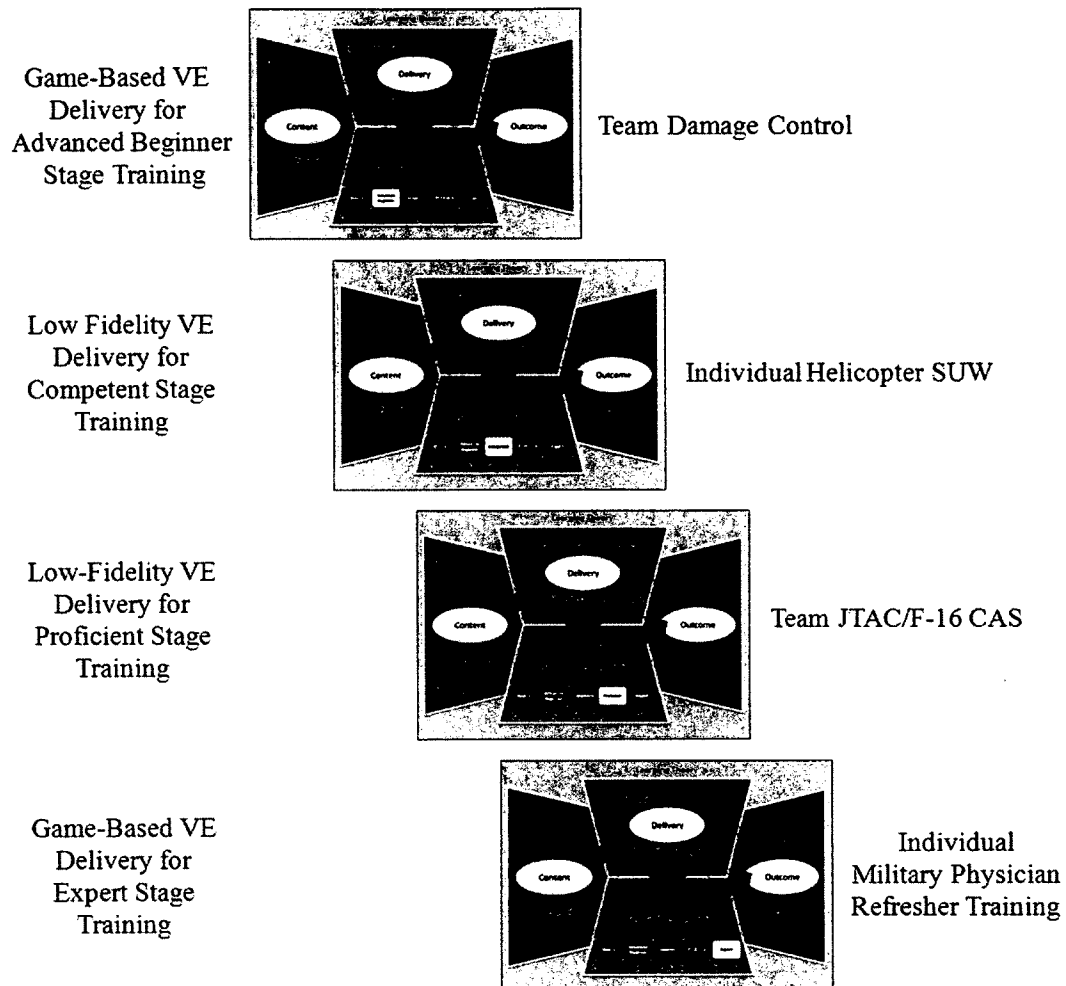 Game-Based VE
Delivery for
Advanced Beginner
Stage Training
Delivery
Content
Outcome
Team Damage Control
Low Fidelity VE
Delivery for
Competent Stage
Training
Delivery
Content
Outcome
Individual Helicopter SUW
Low-Fidelity VE
Delivery for
Proficient Stage
Training
Delivery
Content
Outcome
Team JTAC/F-16 CAS
Game-Based VE
Delivery for
Expert Stage
Training
Delivery
Content
Outcome
Individual
Military Physician
Refresher Training